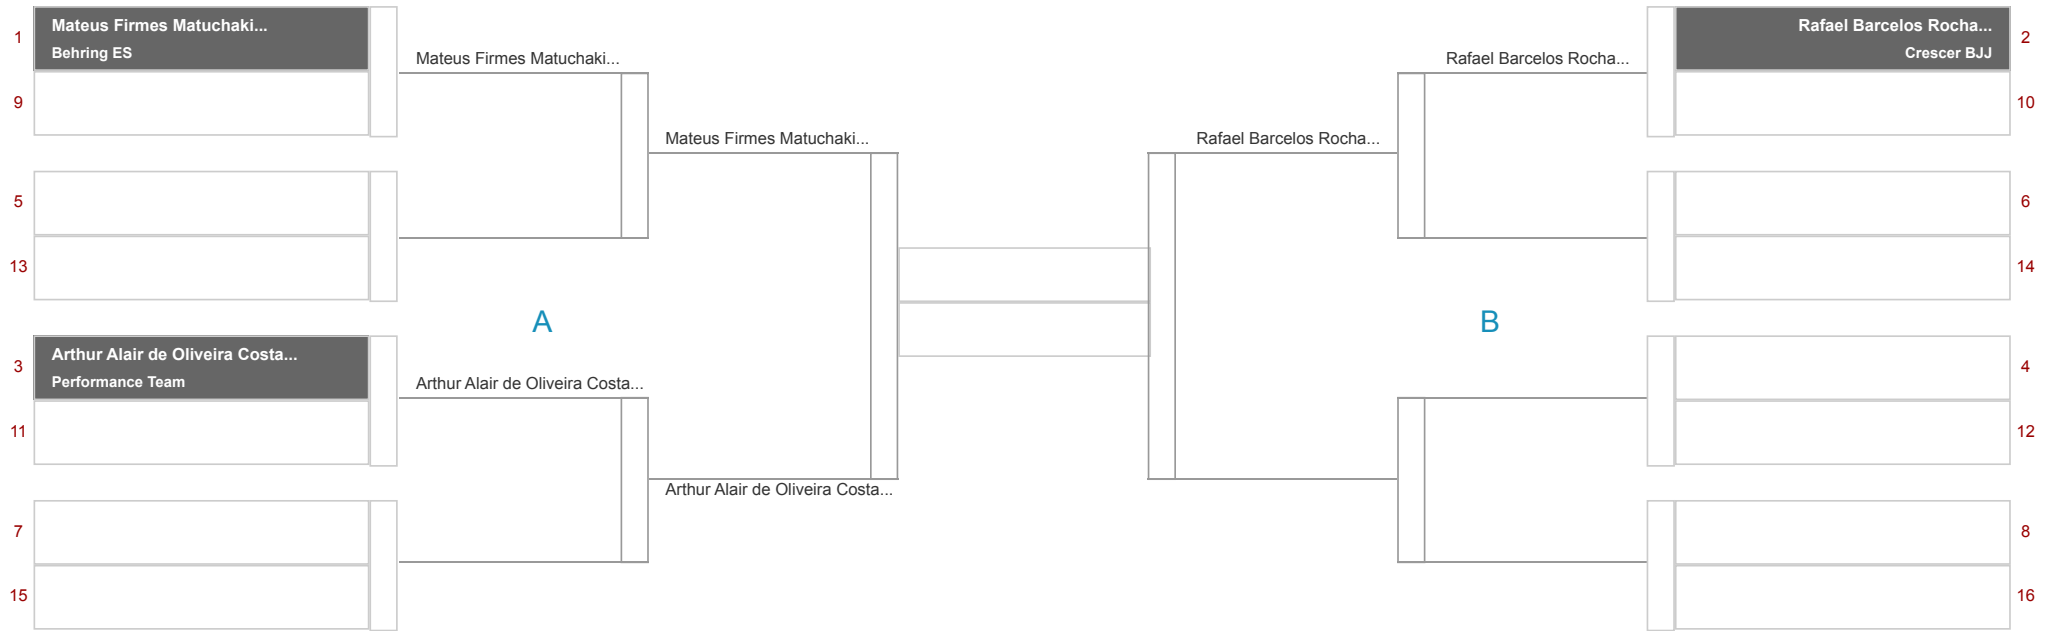 1
Mateus Firmes Matuchaki...
Behring ES
9
5
13
3
Arthur Alair de Oliveira Costa...
Performance Team
11
7
15
Mateus Firmes Matuchaki...
Arthur Alair de Oliveira Costa...
A
Mateus Firmes Matuchaki...
Arthur Alair de Oliveira Costa...
Rafael Barcelos Rocha...
Rafael Barcelos Rocha...
B
Rafael Barcelos Rocha...
Crescer BJJ
2
10
6
14
4
12
8
16